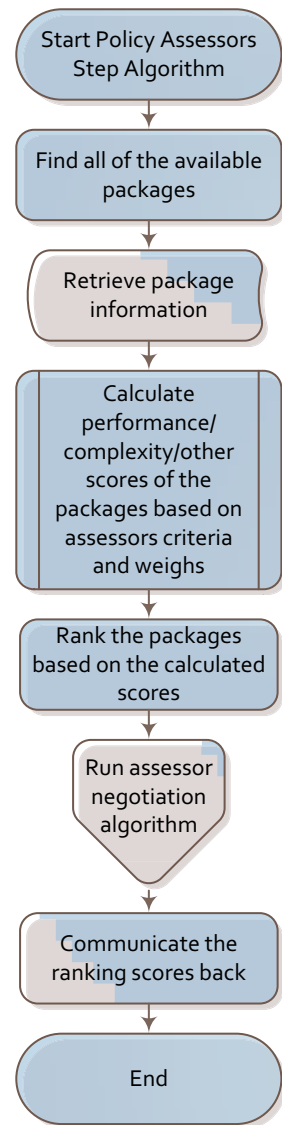 Start Policy Assessors
Step Algorithm
Find all of the available
packages
Retrieve package
information
Calculate
performance/
complexity/other
scores of the
packages based on
assessors criteria
and weighs
Rank the packages
based on the calculated
scores
Run assessor
negotiation
algorithm
Communicate the
ranking scores back
End